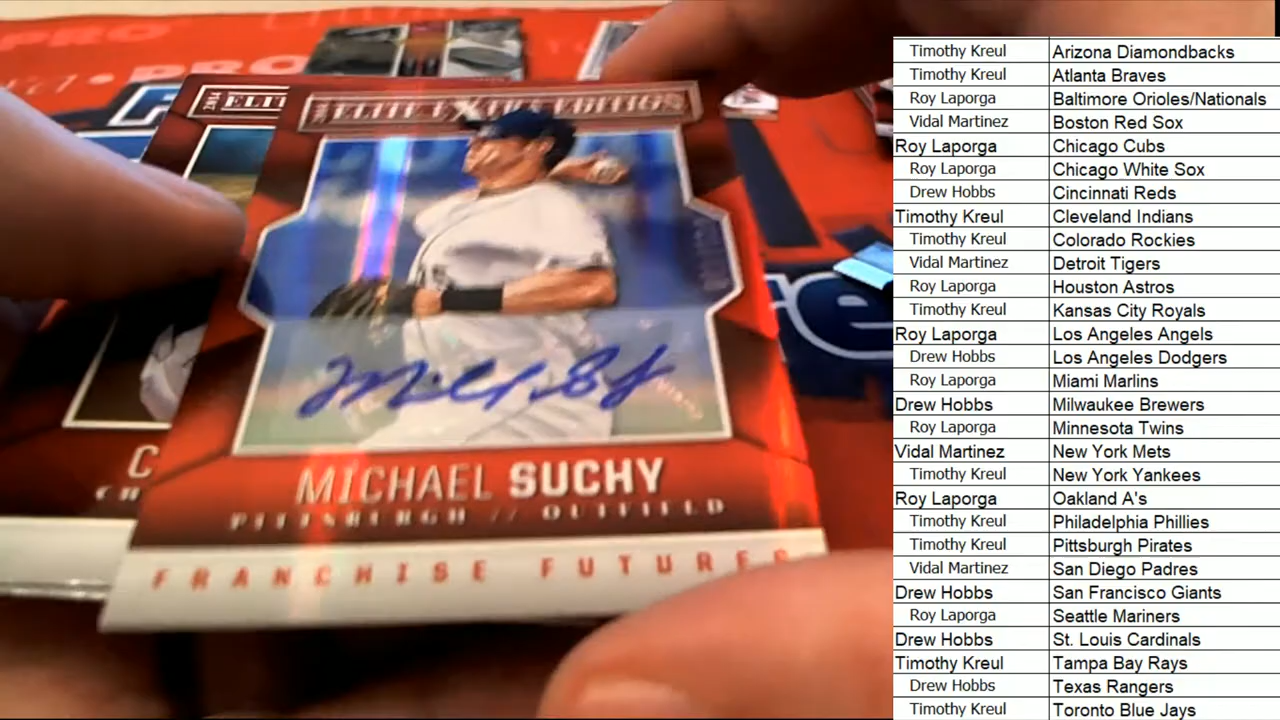 PRO
PRO
ELITE
ELITE EXTRA EDITION
MICHAEL SUCHY
PITTSBURGH // OUTFIELD
FRANCHISE FUTURES
Timothy Kreul Arizona Diamondbacks
Timothy Kreul Atlanta Braves
Roy Laporga Baltimore Orioles/Nationals
Vidal Martinez Boston Red Sox
Roy Laporga Chicago Cubs
Roy Laporga Chicago White Sox
Drew Hobbs Cincinnati Reds
Timothy Kreul Cleveland Indians
Timothy Kreul Colorado Rockies
Vidal Martinez Detroit Tigers
Roy Laporga Houston Astros
Timothy Kreul Kansas City Royals
Roy Laporga Los Angeles Angels
Drew Hobbs Los Angeles Dodgers
Roy Laporga Miami Marlins
Drew Hobbs Milwaukee Brewers
Roy Laporga Minnesota Twins
Vidal Martinez New York Mets
Timothy Kreul New York Yankees
Roy Laporga Oakland A's
Timothy Kreul Philadelphia Phillies
Timothy Kreul Pittsburgh Pirates
Vidal Martinez San Diego Padres
Drew Hobbs San Francisco Giants
Roy Laporga Seattle Mariners
Drew Hobbs St. Louis Cardinals
Timothy Kreul Tampa Bay Rays
Drew Hobbs Texas Rangers
Timothy Kreul Toronto Blue Jays